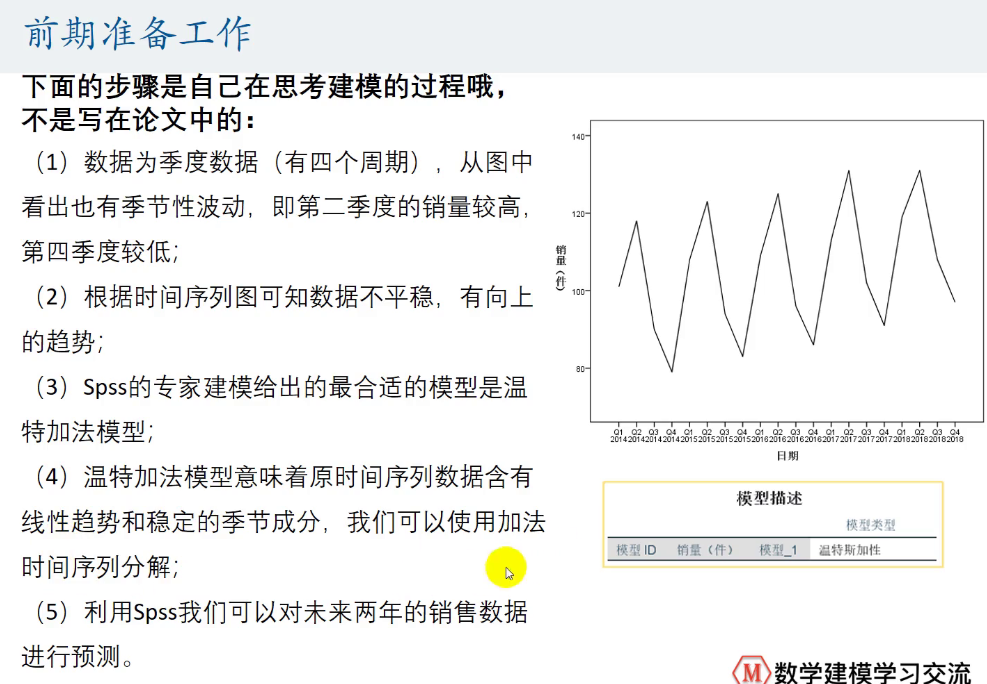 前期准备工作
下面的步骤是自己在思考建模的过程哦，
不是写在论文中的：
（1）数据为季度数据（有四个周期），从图中
看出也有季节性波动，即第二季度的销量较高，
第四季度较低；
（2）根据时间序列图可知数据不平稳，有向上
的趋势；
（3）Spss的专家建模给出的最合适的模型是温
特加法模型；
（4）温特加法模型意味着原时间序列数据含有
线性趋势和稳定的季节成分，我们可以使用加法
时间序列分解；
（5）利用Spss我们可以对未来两年的销售数据
进行预测。
140
120
100
80
销量（件）
Q1 Q2 Q3 Q4 Q1 Q2 Q3 Q4 Q1 Q2 Q3 Q4 Q1 Q2 Q3 Q4 Q1 Q2 Q3 Q4
2014 2014 2014 2014 2015 2015 2015 2015 2016 2016 2016 2016 2017 2017 2017 2017 2018 2018 2018 2018
日期
模型描述
模型类型
模型 ID 销量（件） 模型_1 温特斯加性
M 数学建模学习交流